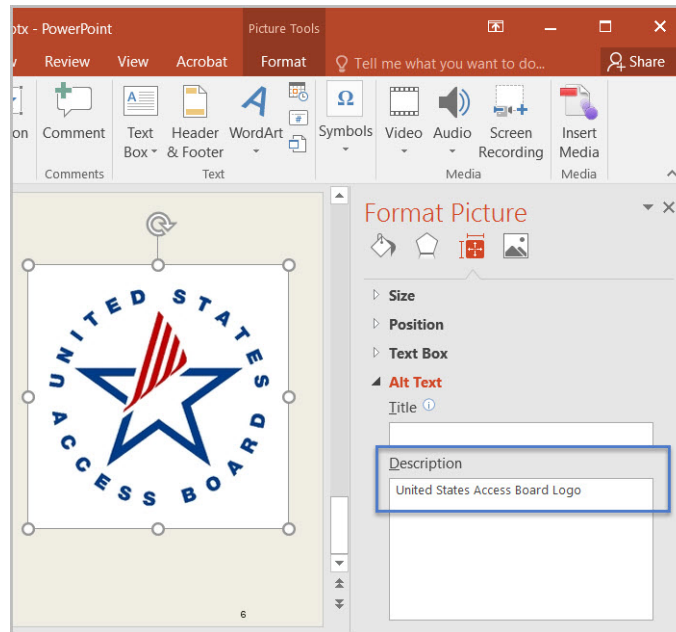 ptx - PowerPoint
Picture Tools
Review View Acrobat Format Tell me what you want to do... Share
on Comment Text Box Header & Footer WordArt # Ω Symbols Video Audio Screen Recording Insert Media
Comments Text Media Media
UNITED STATES
ACCESS BOARD
6
Format Picture
Size
Position
Text Box
Alt Text
Title
Description
United States Access Board Logo